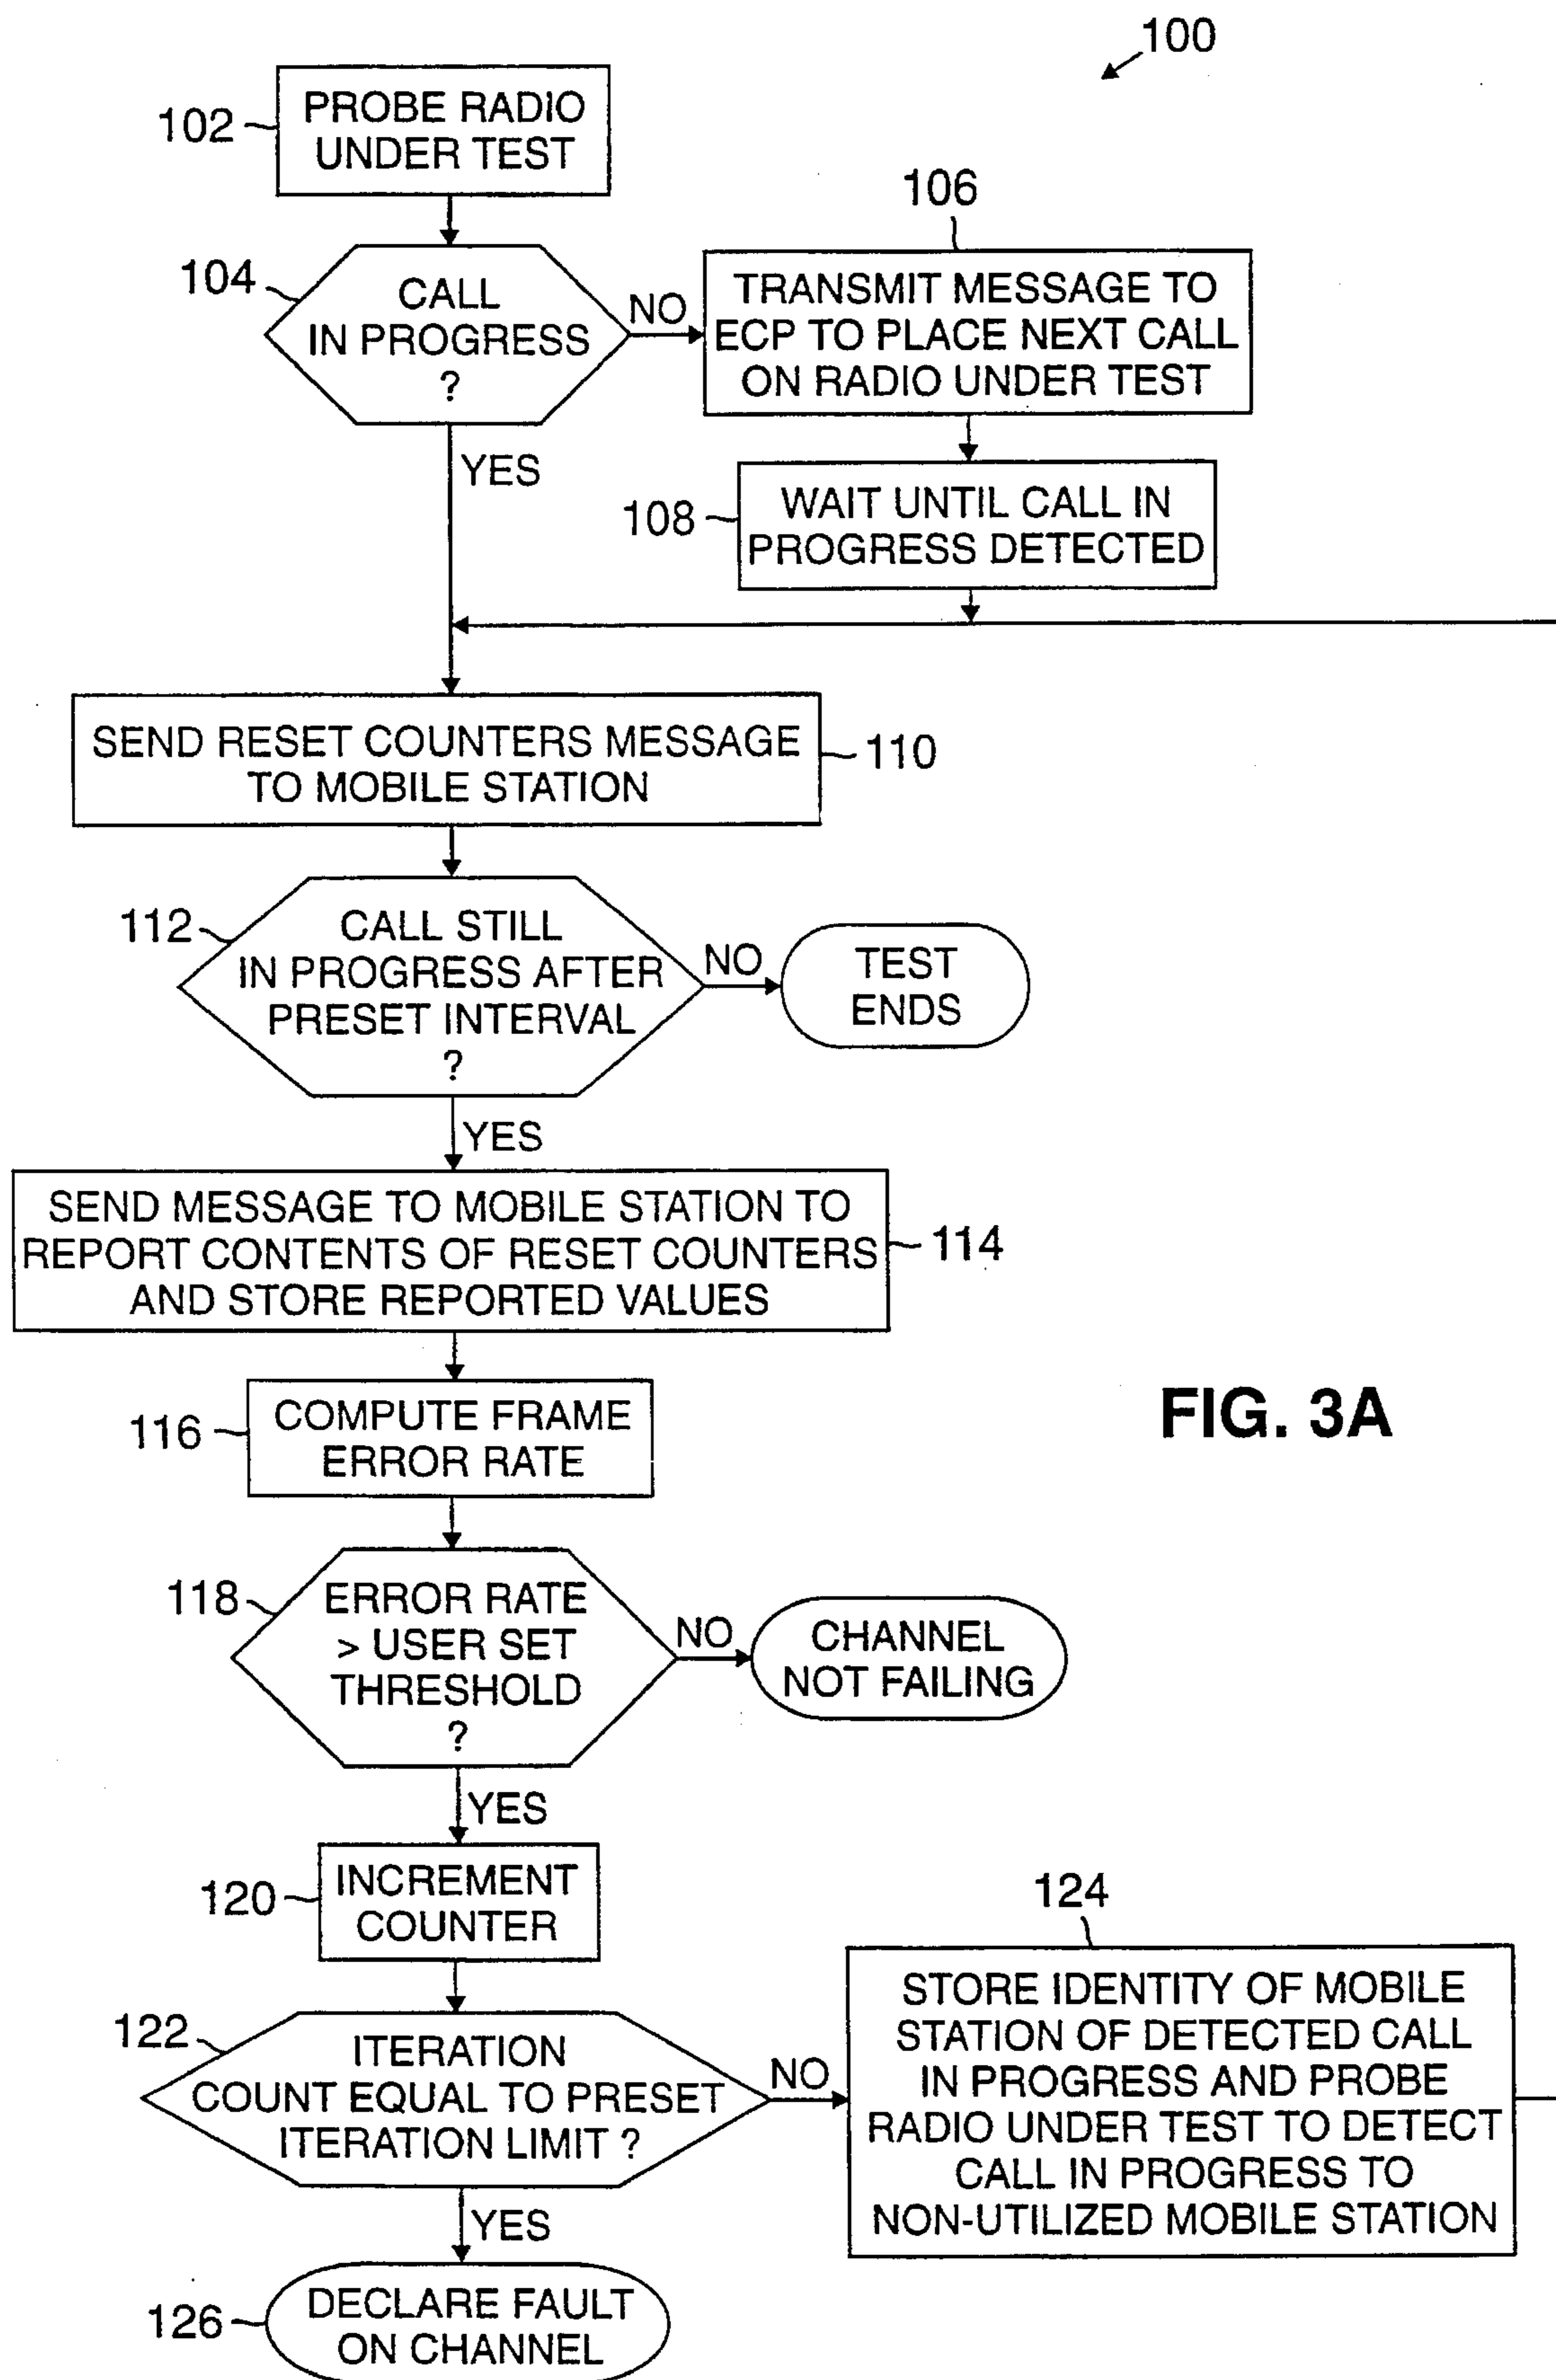 100
PROBE RADIO
UNDER TEST
102
104
CALL
IN PROGRESS
?
NO
YES
106
TRANSMIT MESSAGE TO
ECP TO PLACE NEXT CALL
ON RADIO UNDER TEST
108
WAIT UNTIL CALL IN
PROGRESS DETECTED
SEND RESET COUNTERS MESSAGE
TO MOBILE STATION
110
112
CALL STILL
IN PROGRESS AFTER
PRESET INTERVAL
?
NO
TEST
ENDS
YES
SEND MESSAGE TO MOBILE STATION TO
REPORT CONTENTS OF RESET COUNTERS
AND STORE REPORTED VALUES
114
116
COMPUTE FRAME
ERROR RATE
FIG. 3A
118
ERROR RATE
> USER SET
THRESHOLD
?
NO
CHANNEL
NOT FAILING
YES
120
INCREMENT
COUNTER
122
ITERATION
COUNT EQUAL TO PRESET
ITERATION LIMIT ?
NO
124
STORE IDENTITY OF MOBILE
STATION OF DETECTED CALL
IN PROGRESS AND PROBE
RADIO UNDER TEST TO DETECT
CALL IN PROGRESS TO
NON-UTILIZED MOBILE STATION
YES
126
DECLARE FAULT
ON CHANNEL